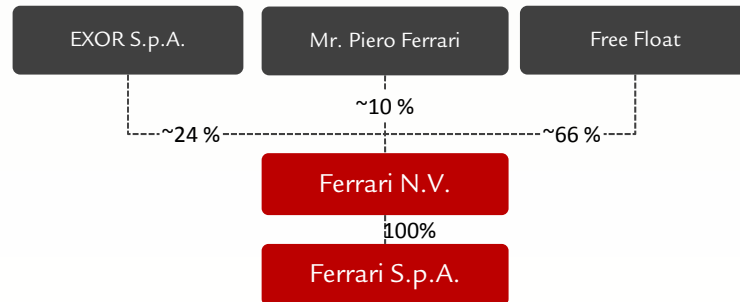 EXOR S.p.A.
Mr. Piero Ferrari
Free Float
~10 %
~24 %
~66 %
Ferrari N.V.
100%
Ferrari S.p.A.